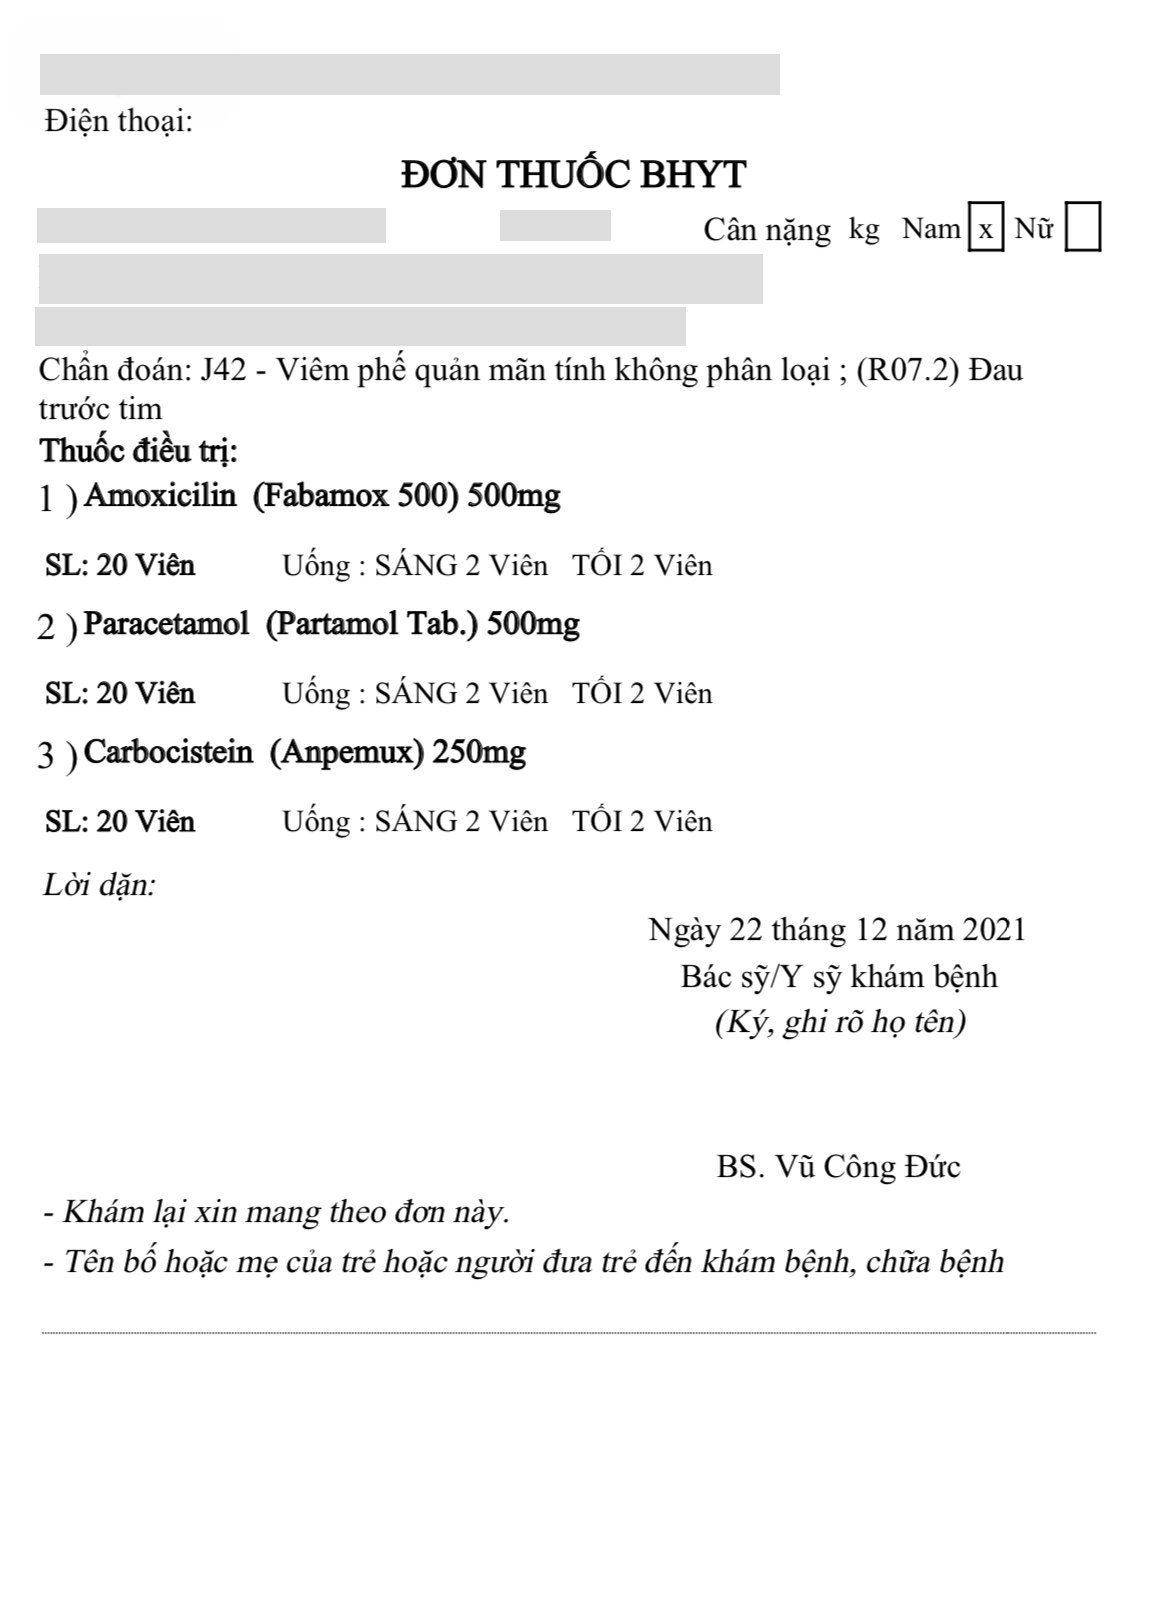 Điện thoại:
ĐƠN THUỐC BHYT
Cân nặng kg Nam x Nữ
Chẩn đoán: J42 - Viêm phế quản mãn tính không phân loại ; (R07.2) Đau
trước tim
Thuốc điều trị:
1 ) Amoxicilin (Fabamox 500) 500mg
SL: 20 Viên Uống : SÁNG 2 Viên TỐI 2 Viên
2 ) Paracetamol (Partamol Tab.) 500mg
SL: 20 Viên Uống : SÁNG 2 Viên TỐI 2 Viên
3 ) Carbocistein (Anpemux) 250mg
SL: 20 Viên Uống : SÁNG 2 Viên TỐI 2 Viên
Lời dặn:
Ngày 22 tháng 12 năm 2021
Bác sỹ/Y sỹ khám bệnh
(Ký, ghi rõ họ tên)
BS. Vũ Công Đức
- Khám lại xin mang theo đơn này.
- Tên bố hoặc mẹ của trẻ hoặc người đưa trẻ đến khám bệnh, chữa bệnh